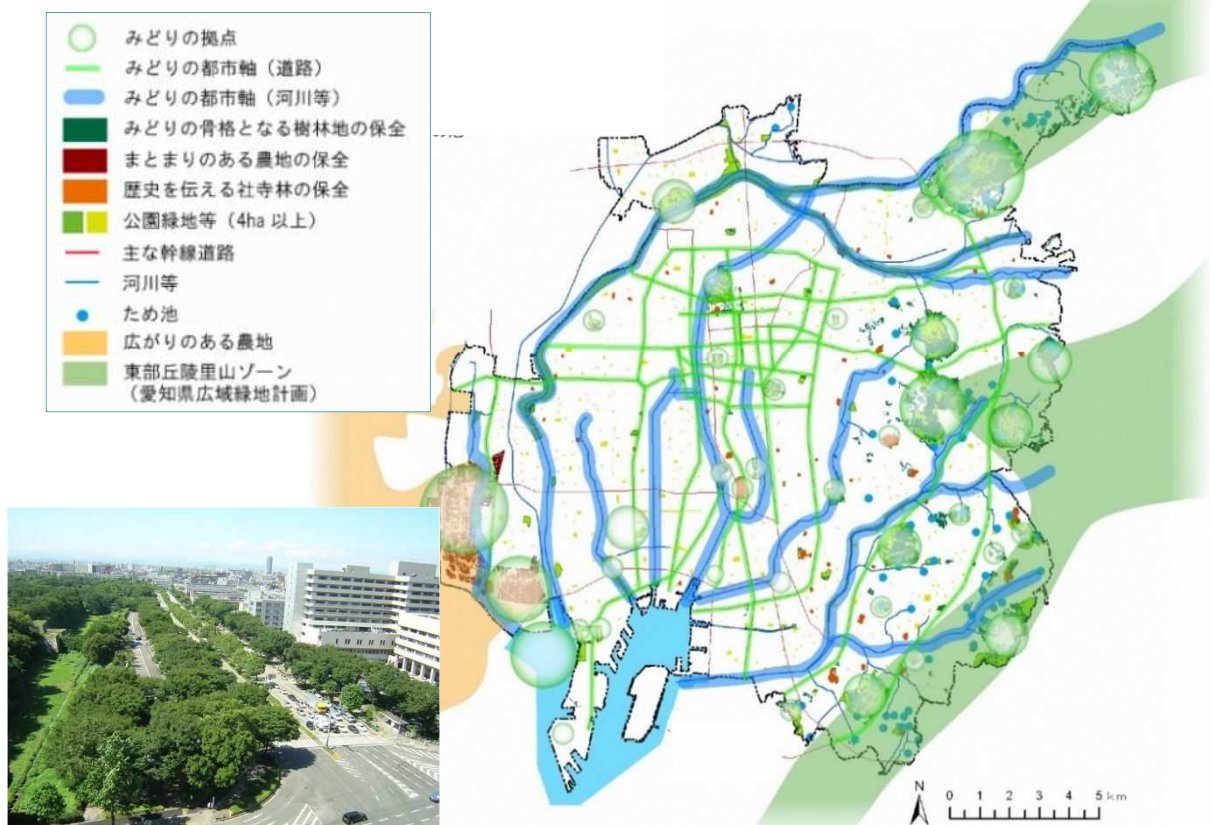 みどりの拠点
みどりの都市軸（道路）
みどりの都市軸（河川等）
みどりの骨格となる樹林地の保全
まとまりのある農地の保全
歴史を伝える社寺林の保全
公園緑地等（4ha 以上）
主な幹線道路
河川等
ため池
広がりのある農地
東部丘陵里山ゾーン
（愛知県広域緑地計画）
N
0 1 2 3 4 5 km